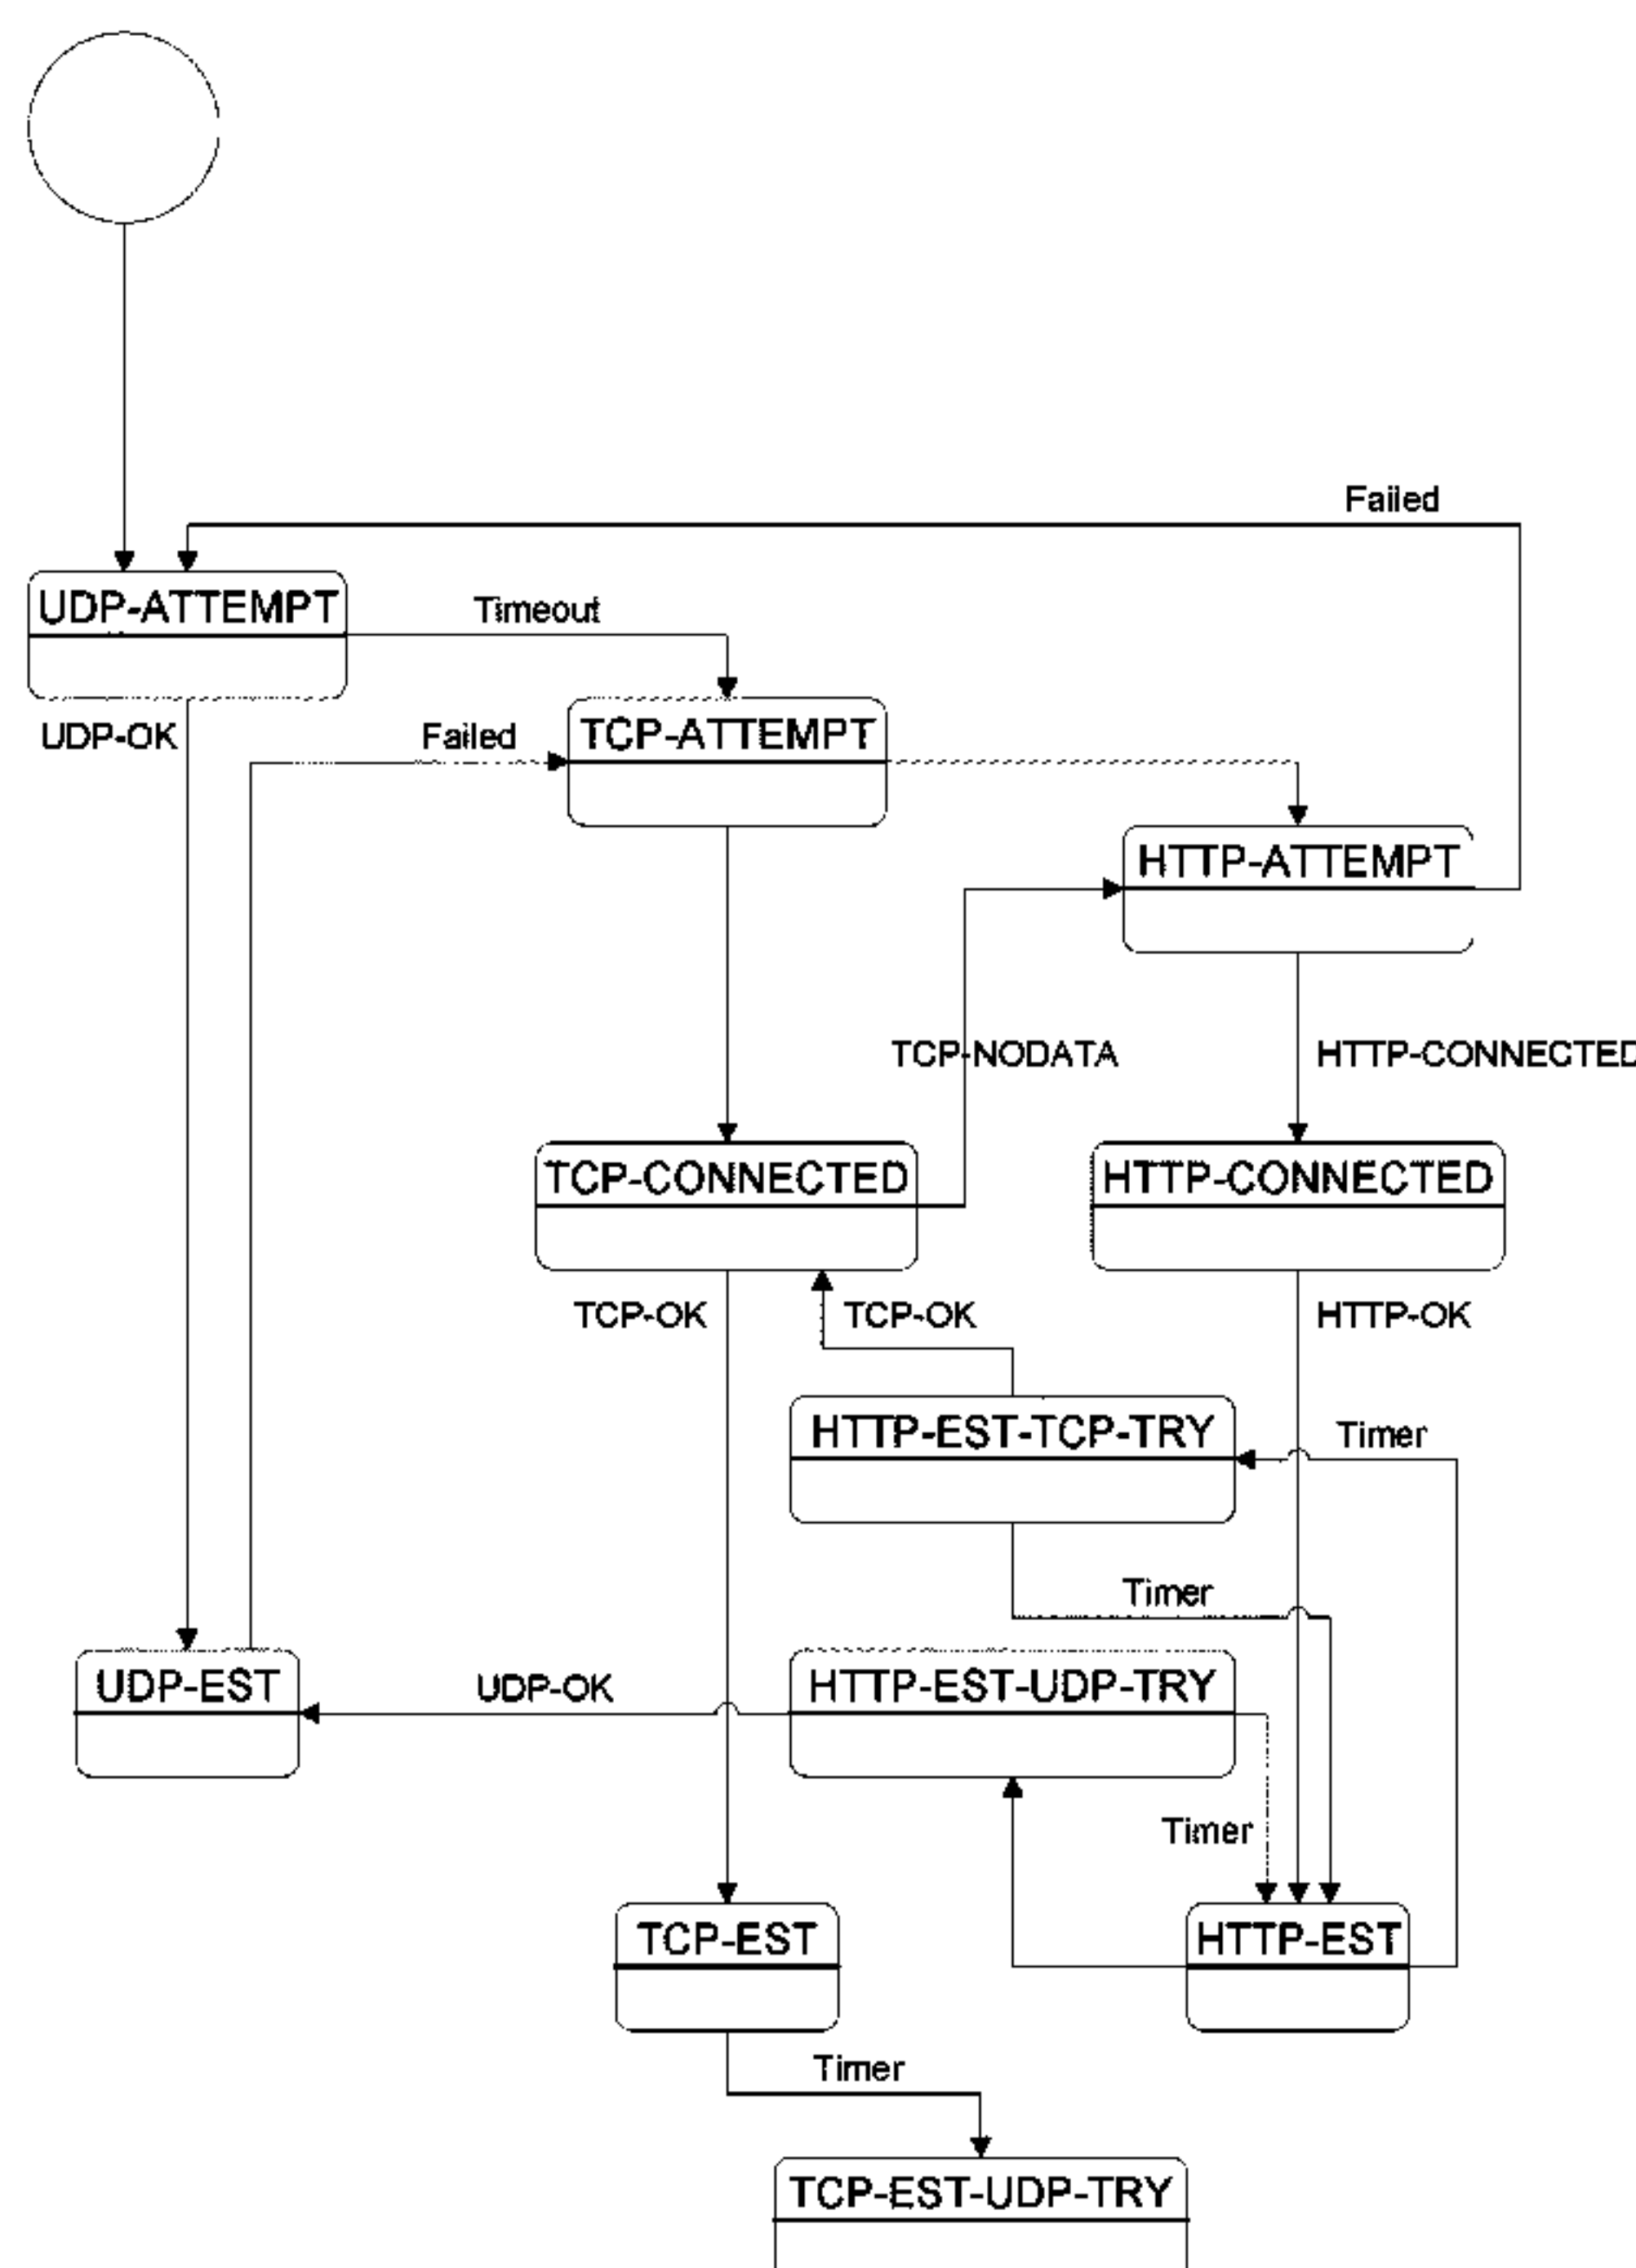 Failed
UDP-ATTEMPT
Timeout
UDP-OK
Failed
TCP-ATTEMPT
HTTP-ATTEMPT
TCP-NODATA
HTTP-CONNECTED
TCP-CONNECTED
HTTP-CONNECTED
TCP-OK
TCP-OK
HTTP-OK
HTTP-EST-TCP-TRY
Timer
Timer
UDP-EST
UDP-OK
HTTP-EST-UDP-TRY
Timer
TCP-EST
HTTP-EST
Timer
TCP-EST-UDP-TRY